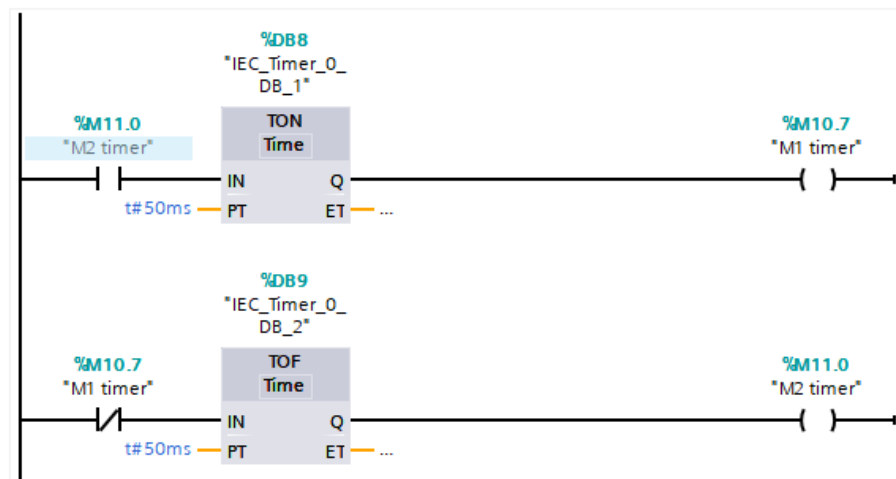 %DB8
"IEC_Timer_0_
DB_1"
%M11.0
"M2 timer"
TON
Time
%M10.7
"M1 timer"
IN Q
t#50ms PT ET ...
%DB9
"IEC_Timer_0_
DB_2"
%M10.7
"M1 timer"
TOF
Time
%M11.0
"M2 timer"
IN Q
t#50ms PT ET ...